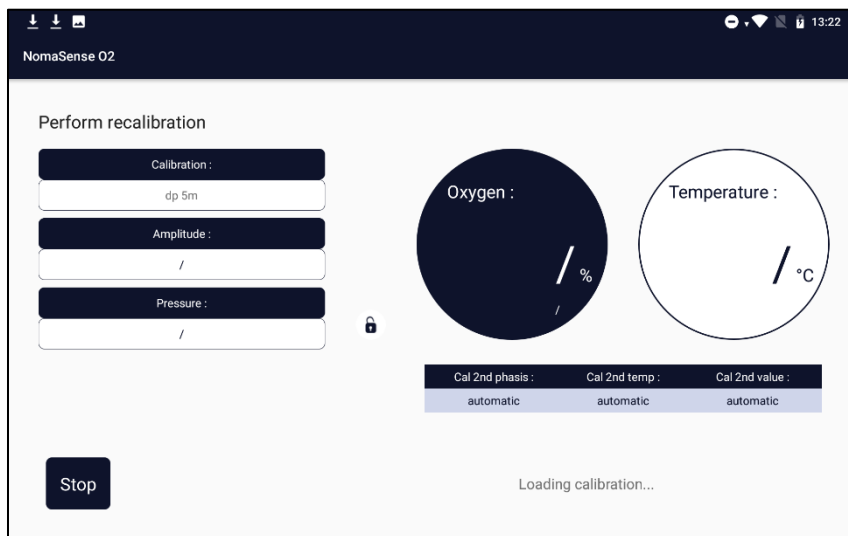 13:22
NomaSense O2
Perform recalibration
Calibration :
dp 5m
Amplitude :
/
Pressure :
/
Oxygen :
/ %
/
Temperature :
/ °C
Cal 2nd phasis : Cal 2nd temp : Cal 2nd value :
automatic automatic automatic
Stop
Loading calibration...